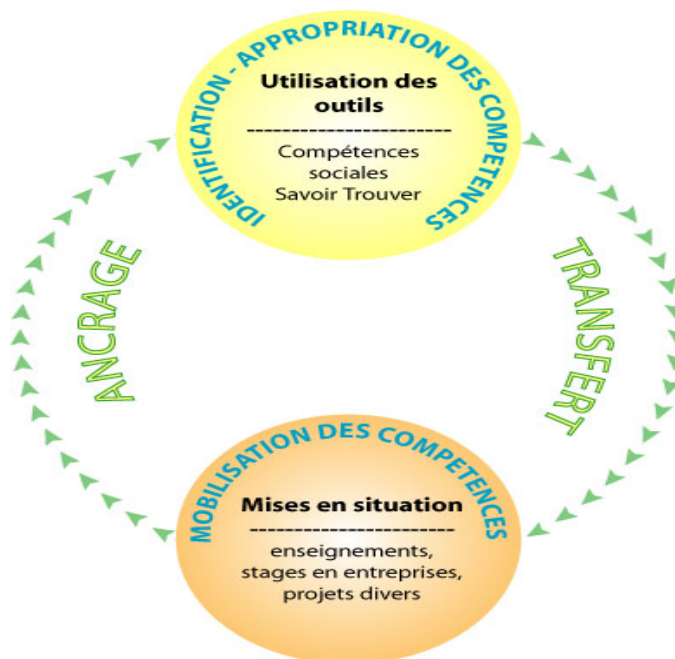 IDENTIFICATION - APPROPRIATION DES COMPÉTENCES
Utilisation des
outils
------------------------
Compétences
sociales
Savoir Trouver
ANCRAGE
TRANSFERT
MOBILISATION DES COMPETENCES
Mises en situation
------------------------
enseignements,
stages en entreprises,
projets divers